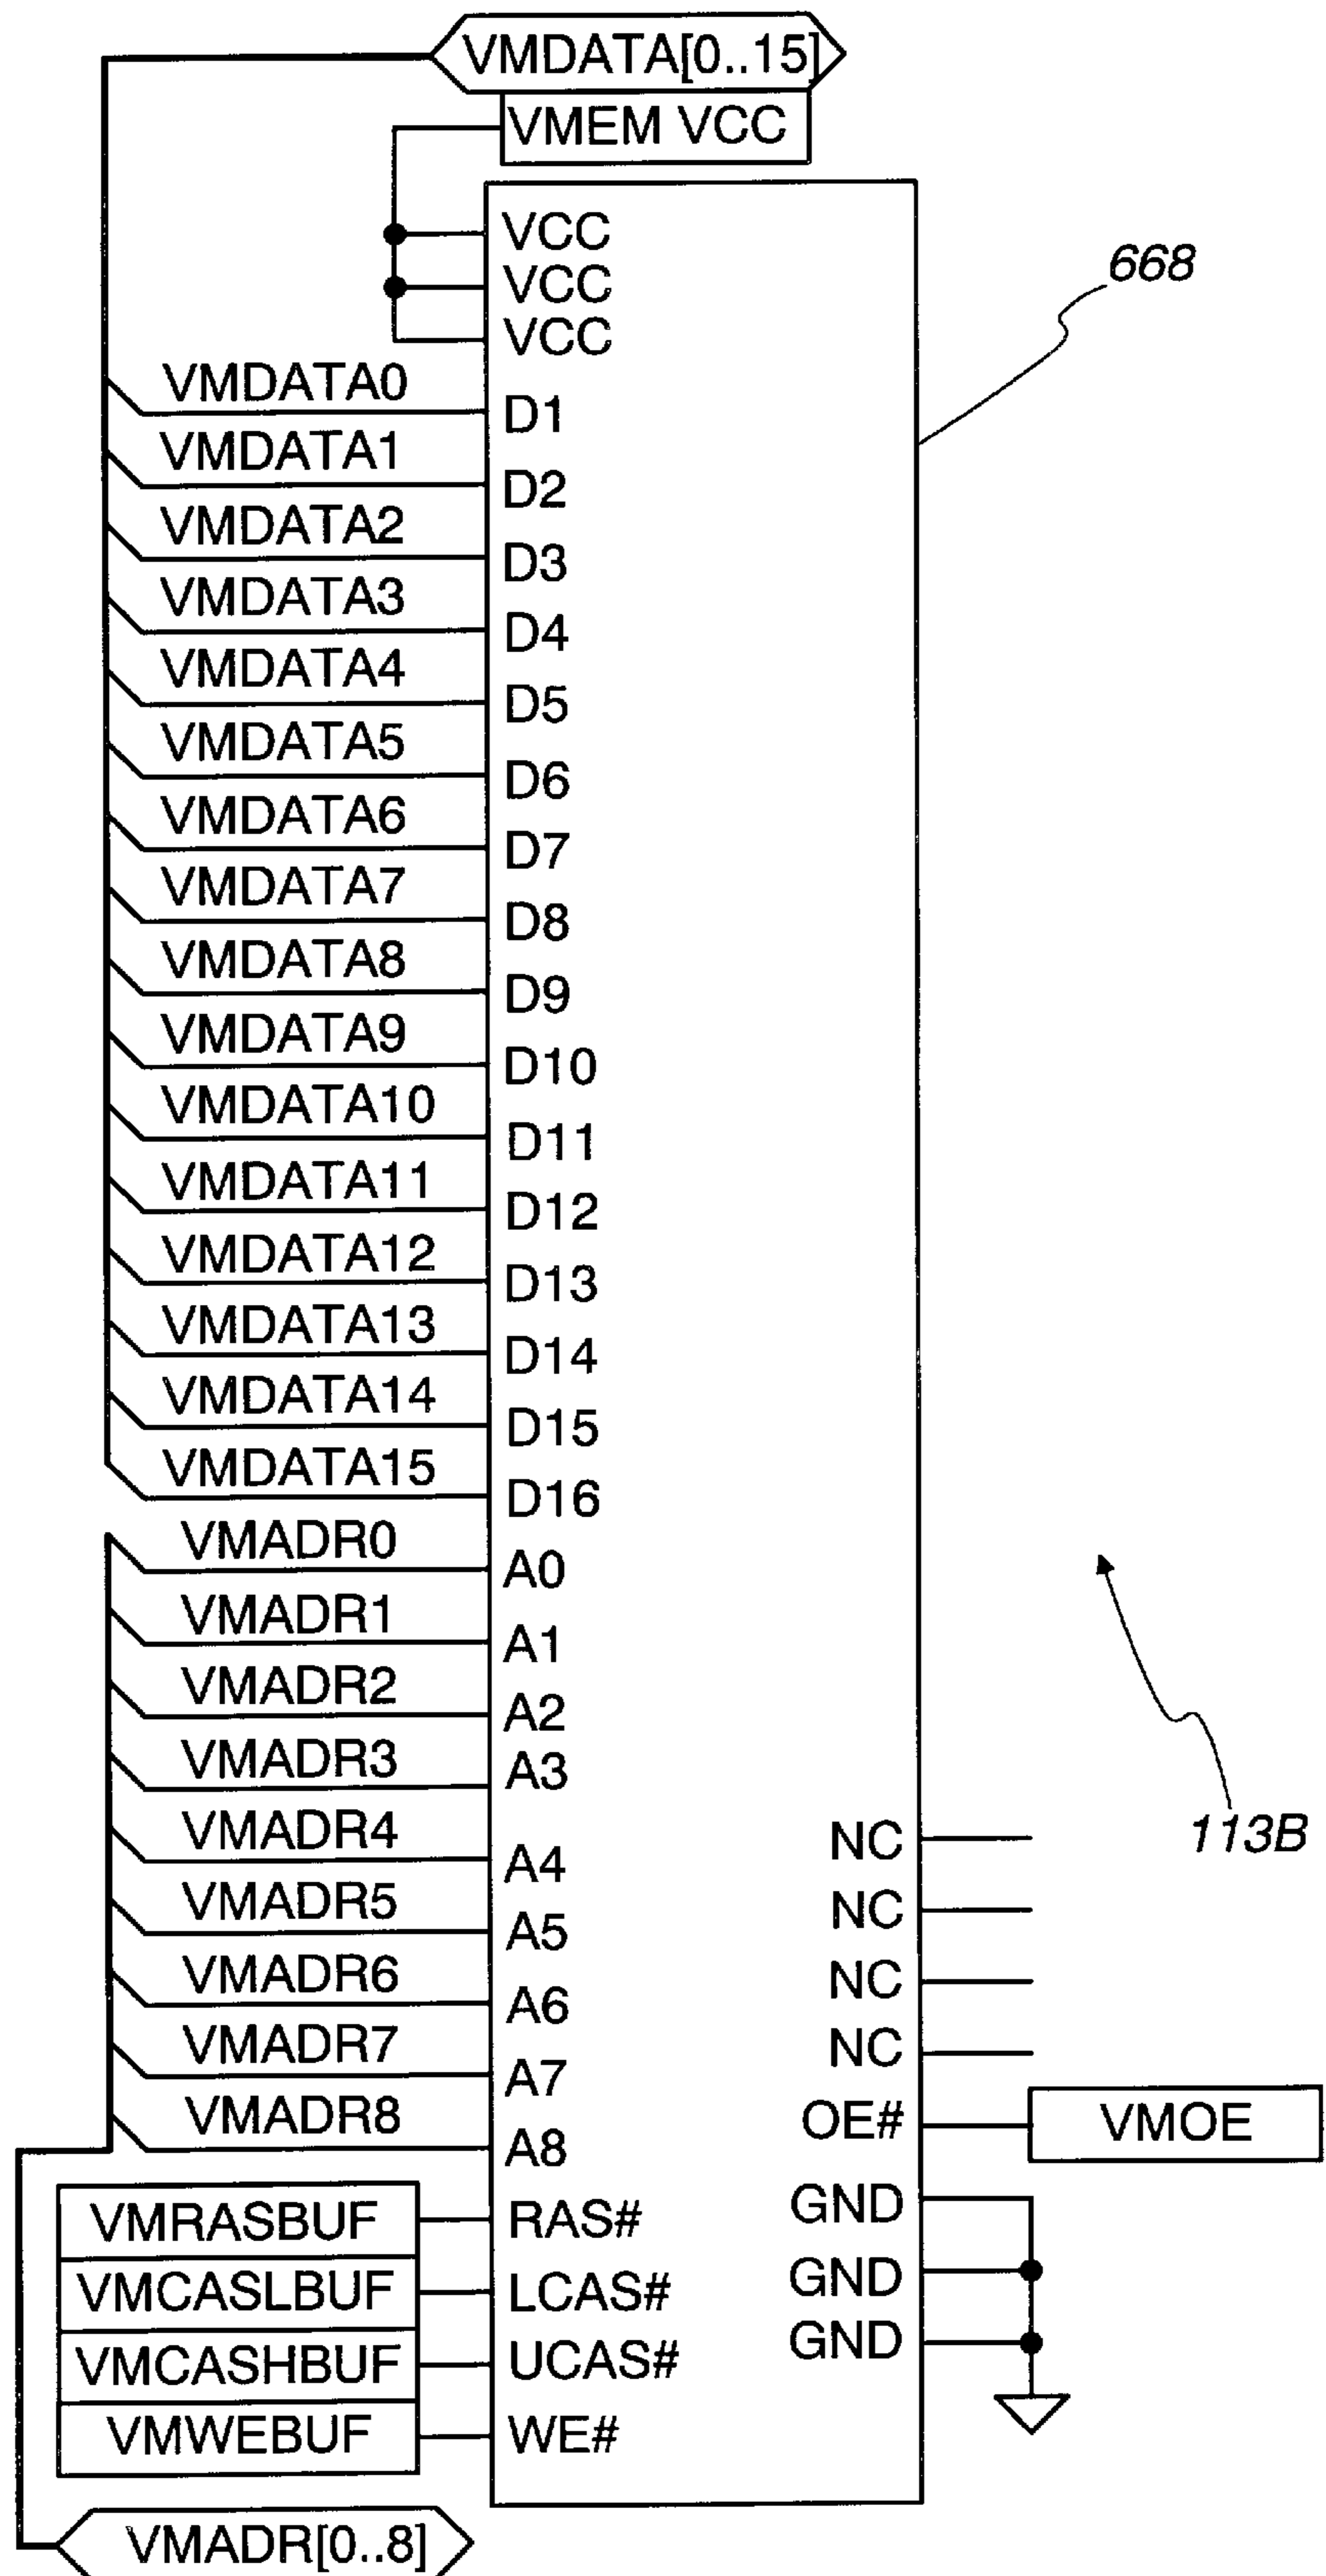 VMDATA[0..15]
VMEM VCC
VCC
VCC
VCC
668
VMDATA0 D1
VMDATA1 D2
VMDATA2 D3
VMDATA3 D4
VMDATA4 D5
VMDATA5 D6
VMDATA6 D7
VMDATA7 D8
VMDATA8 D9
VMDATA9 D10
VMDATA10 D11
VMDATA11 D12
VMDATA12 D13
VMDATA13 D14
VMDATA14 D15
VMDATA15 D16
VMADR0 A0
VMADR1 A1
VMADR2 A2
VMADR3 A3
113B
VMADR4 A4 NC
VMADR5 A5 NC
VMADR6 A6 NC
VMADR7 A7 NC
VMADR8 A8 OE# VMOE
VMRASBUF RAS# GND
VMCASLBUF LCAS# GND
VMCASHBUF UCAS# GND
VMWEBUF WE#
VMADR[0..8]